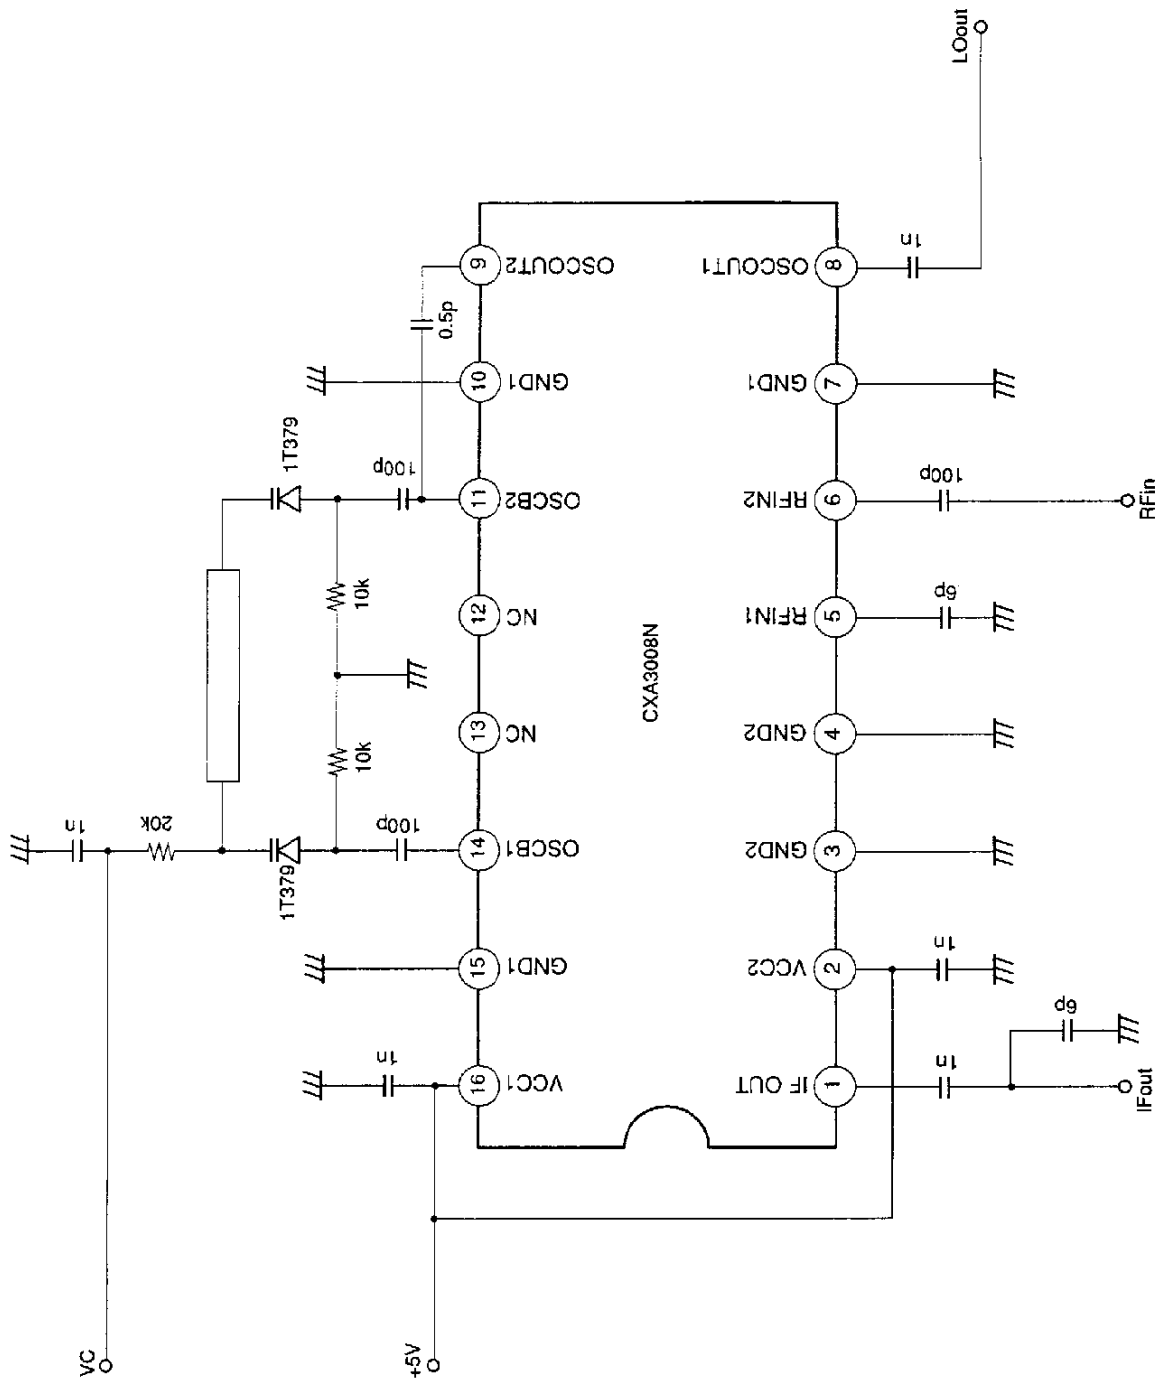 LOout
1n
8
OSCOUT1
OSCOUT2
9
0.5p
7
GND1
GND1
10
1T379
RFin
100p
6
RFIN2
OSCB2
11
100p
6p
5
RFIN1
NC
12
10k
4
GND2
CXA3008N
NC
13
10k
3
GND2
OSCB1
14
100p
1T379
20k
1n
1n
2
VCC2
GND1
15
6p
IFout
1n
1
IF OUT
VCC1
16
1n
+5V
VC